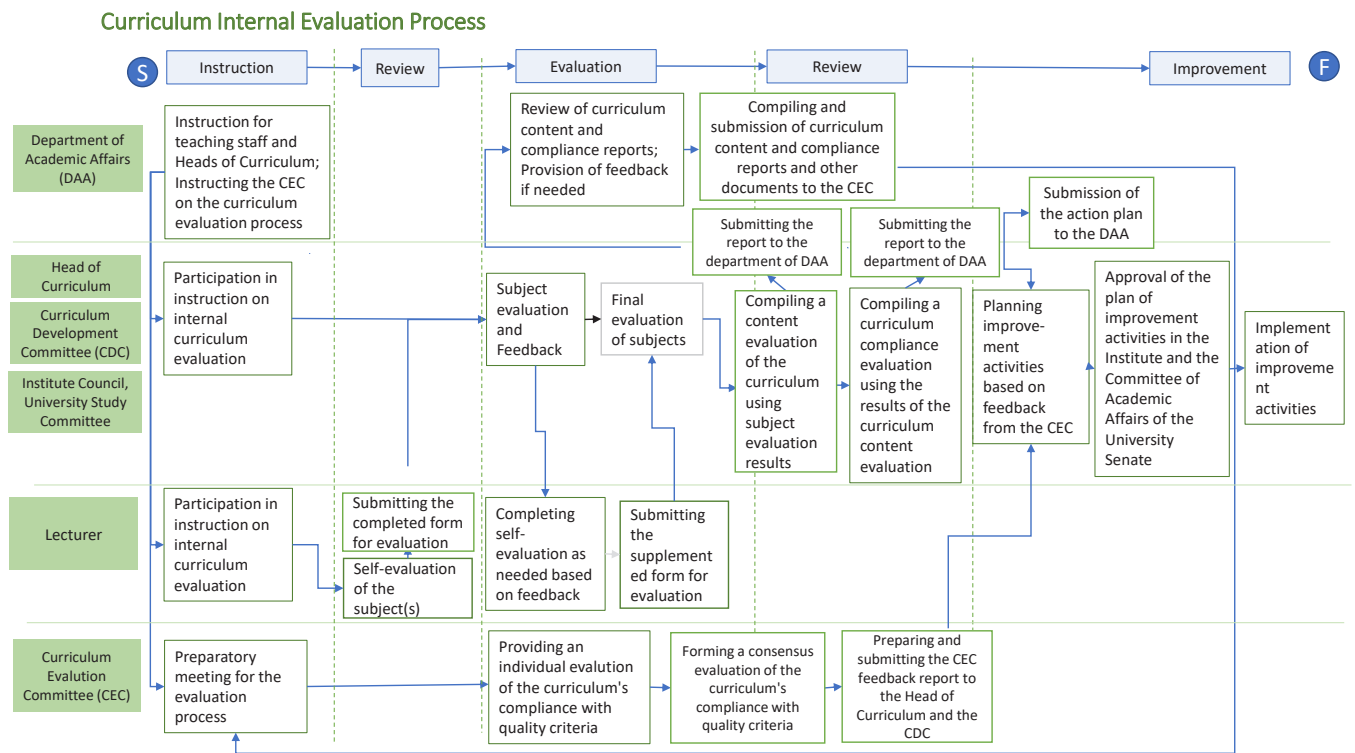 Curriculum Internal Evaluation Process
S
Instruction
Review
Evaluation
Review
Improvement
F
Department of
Academic Affairs
(DAA)
Instruction for
teaching staff and
Heads of Curriculum;
Instructing the CEC
on the curriculum
evaluation process
Review of curriculum
content and
compliance reports;
Provision of feedback
if needed
Compiling and
submission of curriculum
content and compliance
reports and other
documents to the CEC
Submission of
the action plan
to the DAA
Submitting the
report to the
department of DAA
Submitting the
report to the
department of DAA
Head of
Curriculum
Curriculum
Development
Committee (CDC)
Institute Council,
University Study
Committee
Participation in
instruction on
internal
curriculum
evaluation
Subject
evaluation
and
Feedback
Final
evaluation
of subjects
Compiling a
content
evaluation
of the
curriculum
using
subject
evaluation
results
Compiling a
curriculum
compliance
evaluation
using the
results of the
curriculum
content
evaluation
Planning
improve-
ment
activities
based on
feedback
from the CEC
Approval of the
plan of
improvement
activities in the
Institute and the
Committee of
Academic
Affairs of the
University
Senate
Implement
ation of
improveme
nt
activities
Lecturer
Participation in
instruction on
internal
curriculum
evaluation
Submitting the
completed form
for evaluation
Self-evaluation
of the
subject(s)
Completing
self-
evaluation as
needed based
on feedback
Submitting
the
supplement
ed form for
evaluation
Curriculum
Evalution
Committee (CEC)
Preparatory
meeting for the
evaluation
process
Providing an
individual evalution
of the curriculum's
compliance with
quality criteria
Forming a consensus
evaluation of the
curriculum's
compliance with
quality criteria
Preparing and
submitting the CEC
feedback report to
the Head of
Curriculum and the
CDC